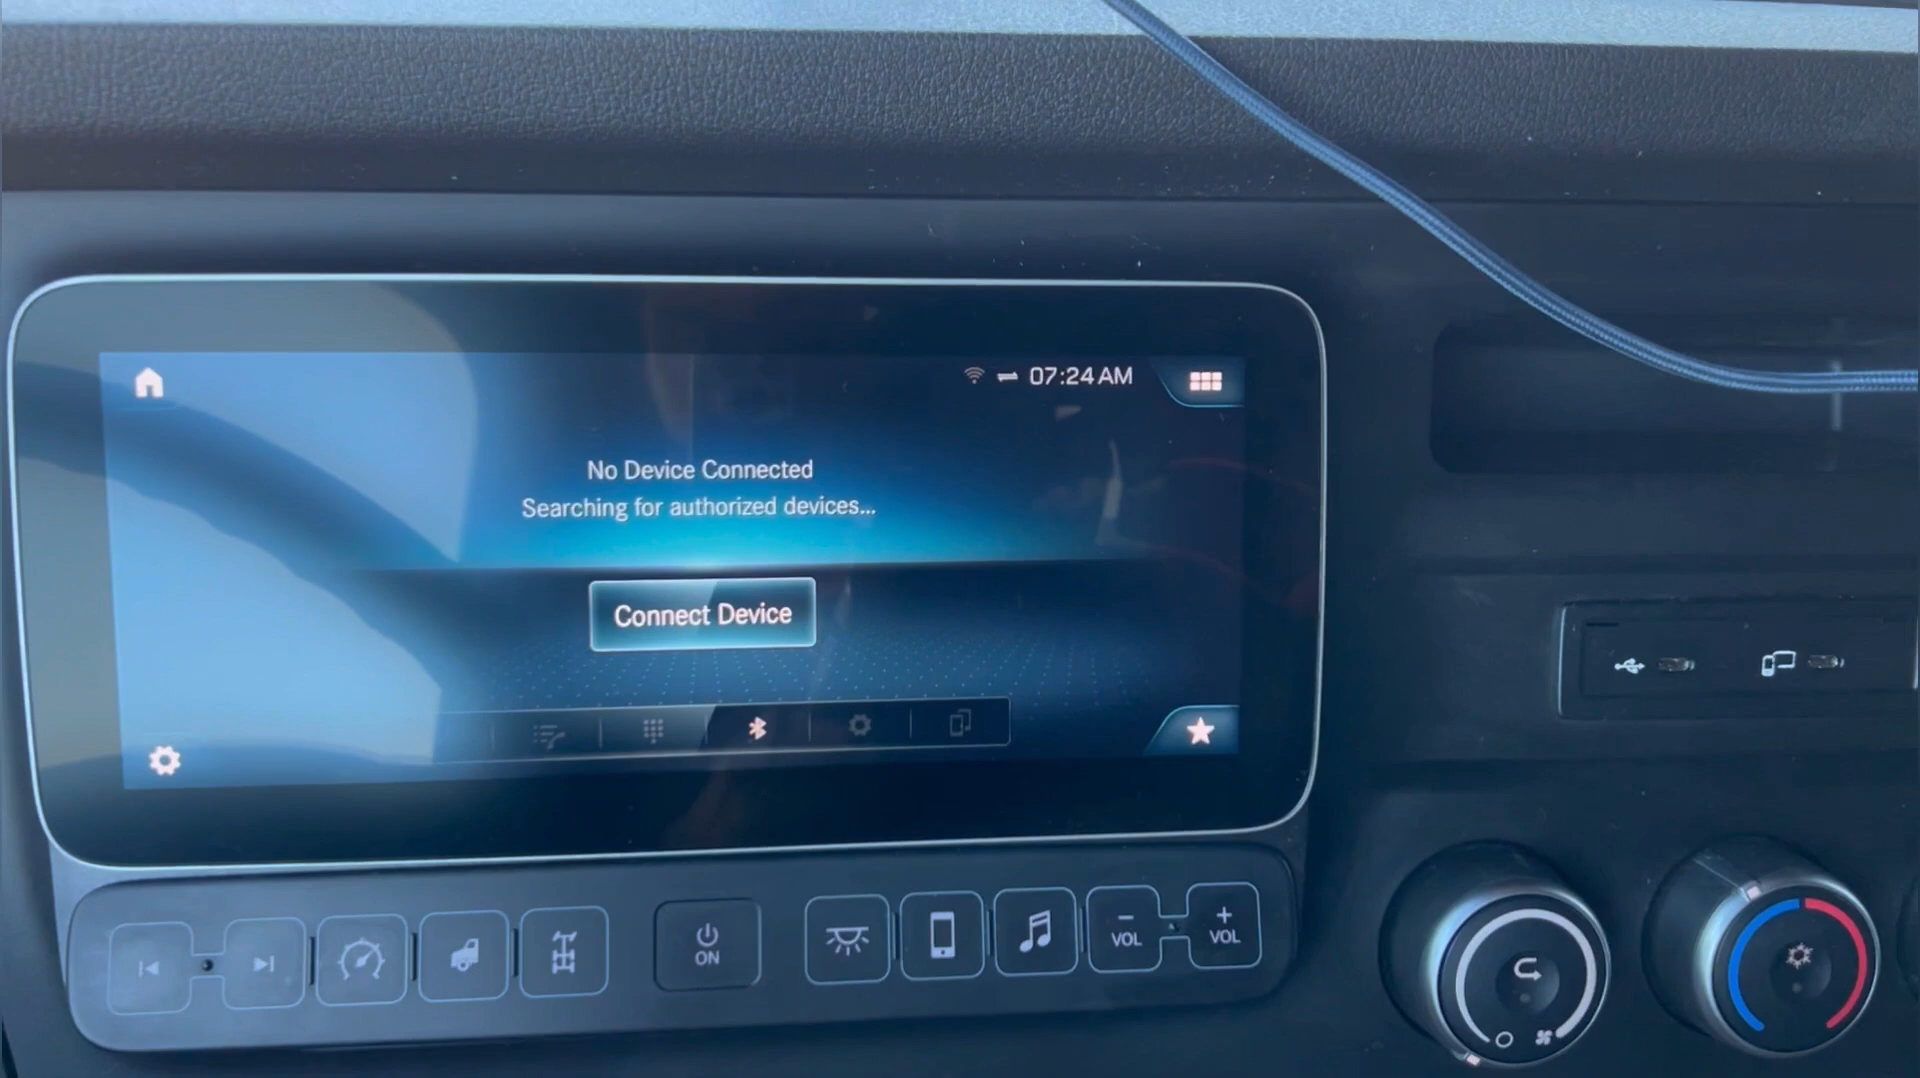 07:24 AM
No Device Connected
Searching for authorized devices...
Connect Device
ON
VOL
VOL